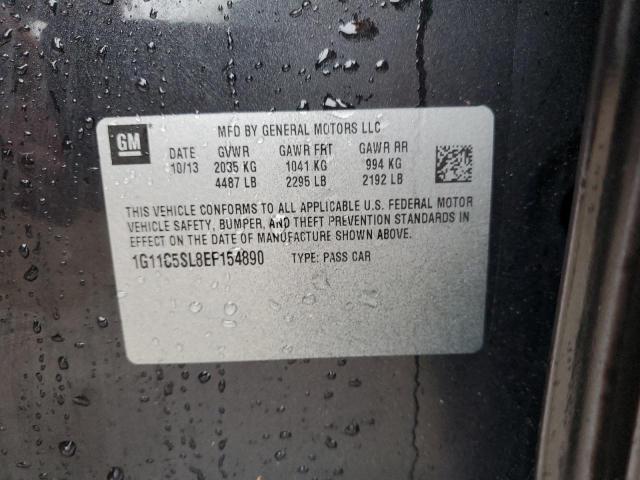 GM
MFD BY GENERAL MOTORS LLC
DATE GVWR GAWR FRT GAWR RR
10/13 2035 KG 1041 KG 994 KG
4487 LB 2295 LB 2192 LB
THIS VEHICLE CONFORMS TO ALL APPLICABLE U.S. FEDERAL MOTOR
VEHICLE SAFETY, BUMPER, AND THEFT PREVENTION STANDARDS IN
EFFECT ON THE DATE OF MANUFACTURE SHOWN ABOVE.
1G11C5SL8EF154890 TYPE: PASS CAR